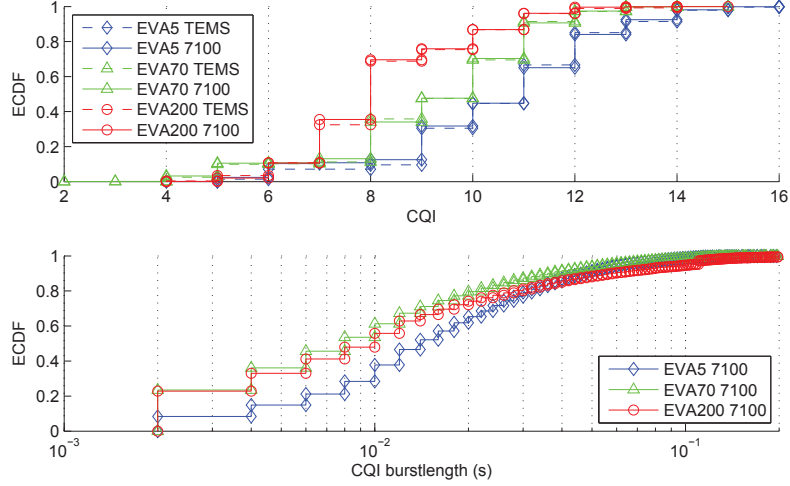 1
0.8
0.6
0.4
0.2
0
ECDF
EVA5 TEMS
EVA5 7100
EVA70 TEMS
EVA70 7100
EVA200 TEMS
EVA200 7100
2 4 6 8 10 12 14 16
CQI
1
0.8
0.6
0.4
0.2
0
ECDF
EVA5 7100
EVA70 7100
EVA200 7100
10−3 10−2 10−1
CQI burstlength (s)